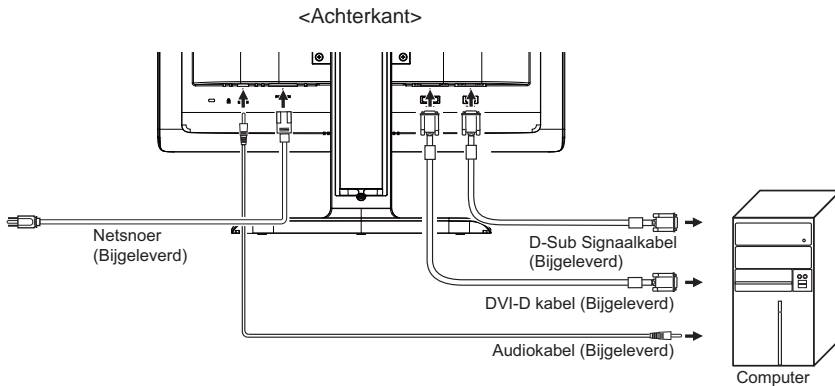 <Achterkant>
Netsnoer
(Bijgeleverd)
D-Sub Signaalkabel
(Bijgeleverd)
DVI-D kabel (Bijgeleverd)
Audiokabel (Bijgeleverd)
Computer